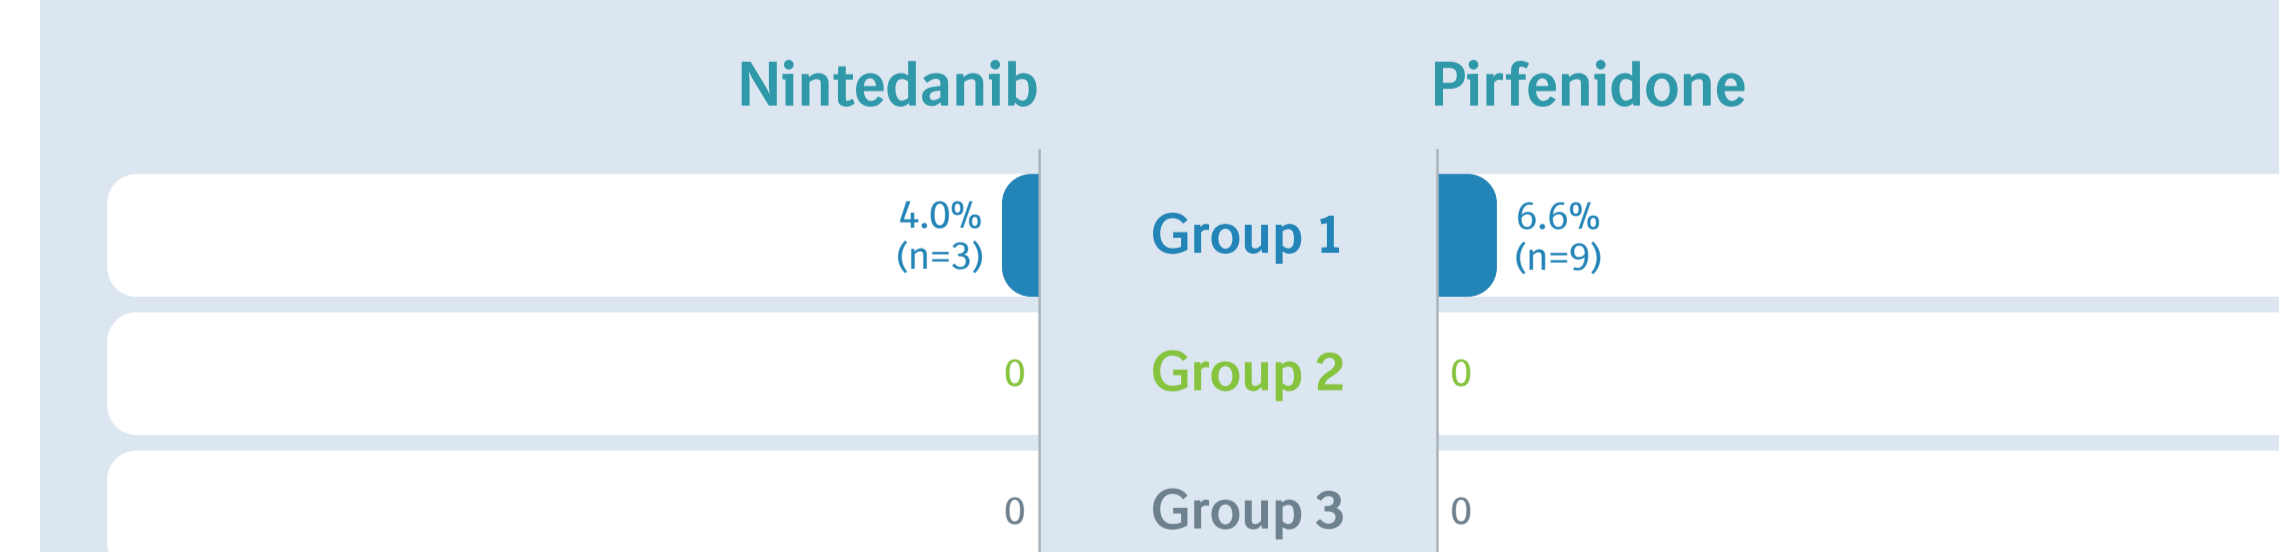 Nintedanib
Pirfenidone
4.0%
(n=3)
Group 1
6.6%
(n=9)
0
Group 2
0
0
Group 3
0